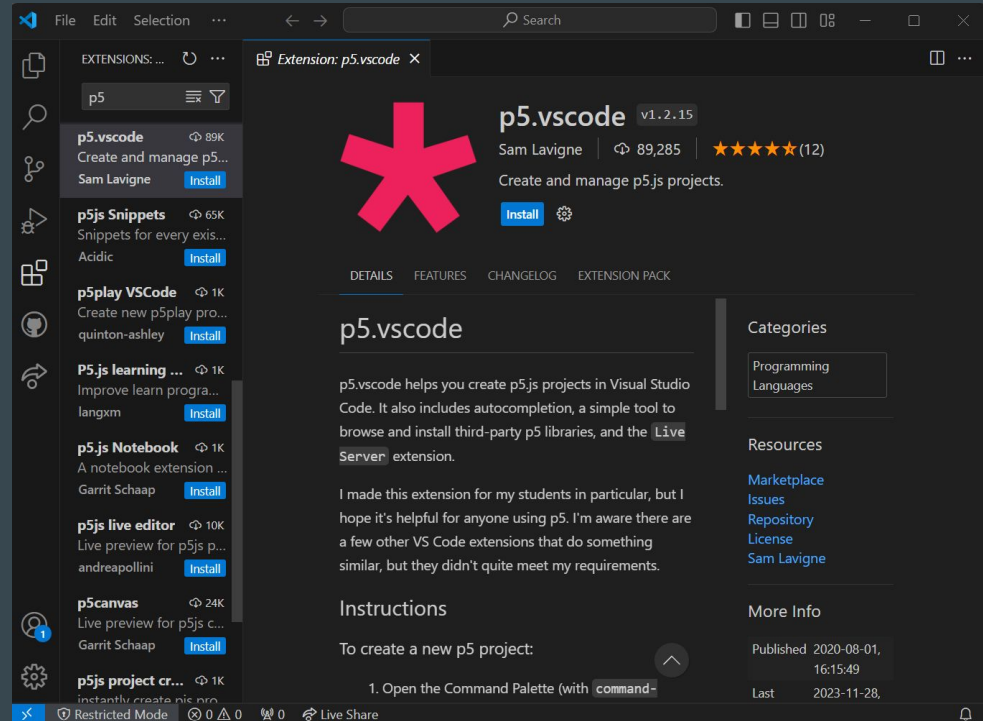 File Edit Selection ··· Search
EXTENSIONS: ...
p5
p5.vscode 89K
Create and manage p5...
Sam Lavigne Install
p5js Snippets 65K
Snippets for every exis...
Acidic Install
p5play VSCode 1K
Create new p5play pro...
quinton-ashley Install
P5.js learning ... 1K
Improve learn progra...
langxm Install
p5.js Notebook 1K
A notebook extension ...
Garrit Schaap Install
p5js live editor 10K
Live preview for p5js p...
andreapollini Install
p5canvas 24K
Live preview for p5js c...
Garrit Schaap Install
p5js project cr... 1K
instantly create pjs pro...
Extension: p5.vscode
p5.vscode v1.2.15
Sam Lavigne 89,285 (12)
Create and manage p5.js projects.
Install
DETAILS FEATURES CHANGELOG EXTENSION PACK
p5.vscode
p5.vscode helps you create p5.js projects in Visual Studio
Code. It also includes autocompletion, a simple tool to
browse and install third-party p5 libraries, and the Live
Server extension.
I made this extension for my students in particular, but I
hope it's helpful for anyone using p5. I'm aware there are
a few other VS Code extensions that do something
similar, but they didn't quite meet my requirements.
Instructions
To create a new p5 project:
1. Open the Command Palette (with command-
Categories
Programming
Languages
Resources
Marketplace
Issues
Repository
License
Sam Lavigne
More Info
Published 2020-08-01,
16:15:49
Last 2023-11-28,
1
Restricted Mode 0 0 0 Live Share